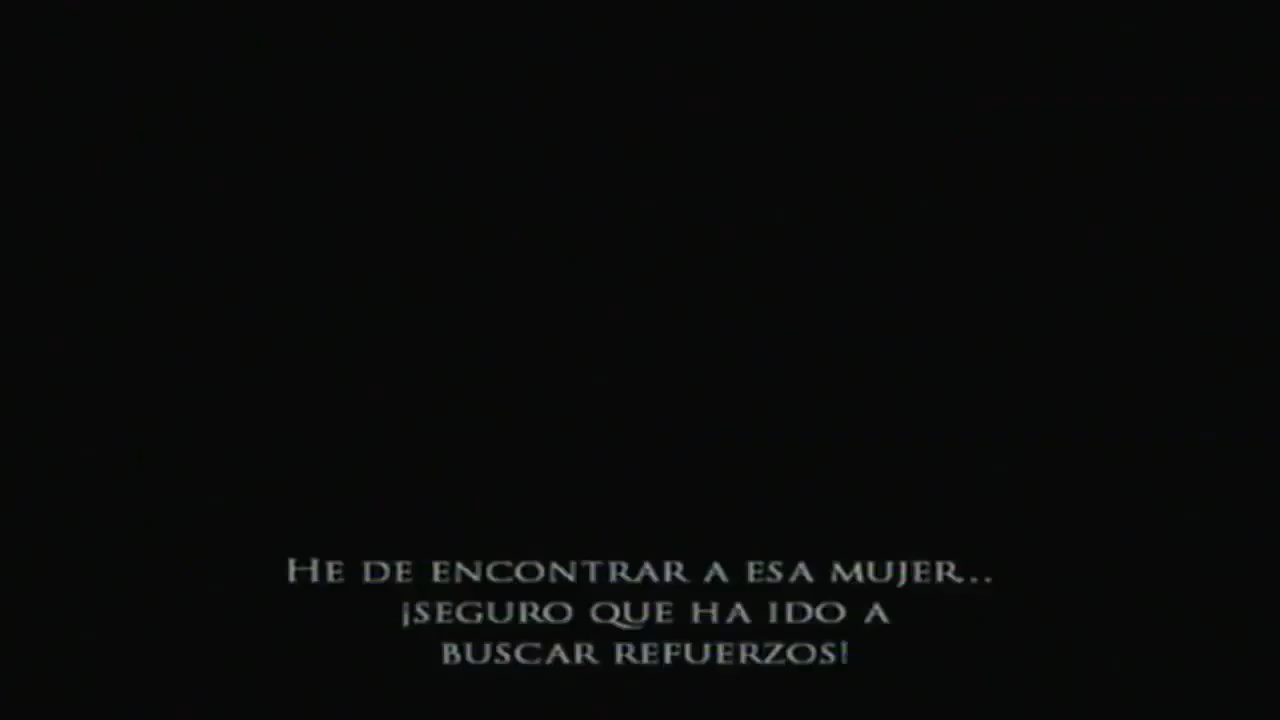 He de encontrar a esa mujer..
¡seguro que ha ido a
buscar refuerzos!